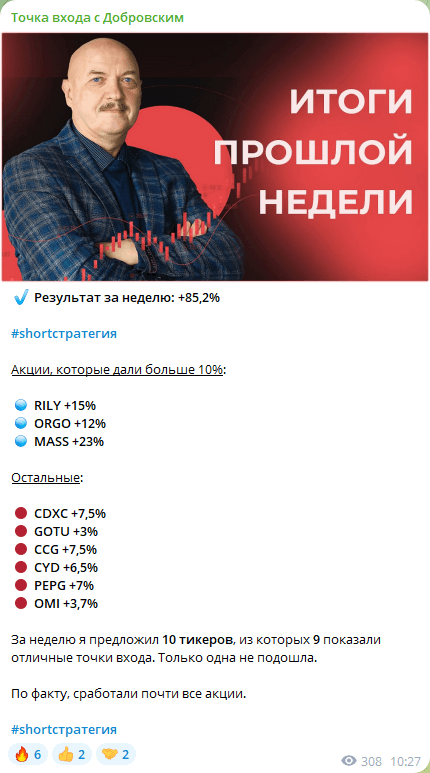 Точка входа с Добровским
ИТОГИ
ПРОШЛОЙ
НЕДЕЛИ
Результат за неделю: +85,2%
#shortстратегия
Акции, которые дали больше 10%:
RILY +15%
ORGO +12%
MASS +23%
Остальные:
CDXC +7,5%
GOTU +3%
CCG +7,5%
CYD +6,5%
PEPG +7%
OMI +3,7%
За неделю я предложил 10 тикеров, из которых 9 показали
отличные точки входа. Только одна не подошла.
По факту, сработали почти все акции.
#shortстратегия
6 2 2
308 10:27